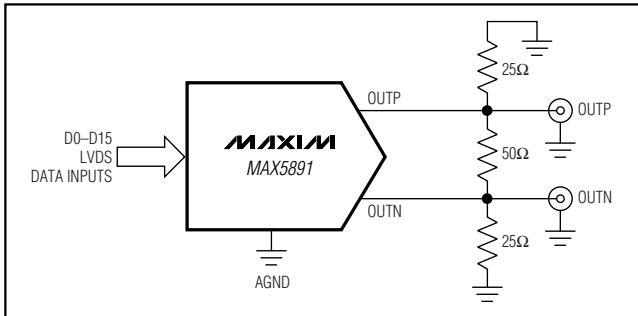 25Ω
OUTP
OUTP
D0–D15
LVDS
DATA INPUTS
MAXIM
MAX5891
50Ω
OUTN
OUTN
25Ω
AGND